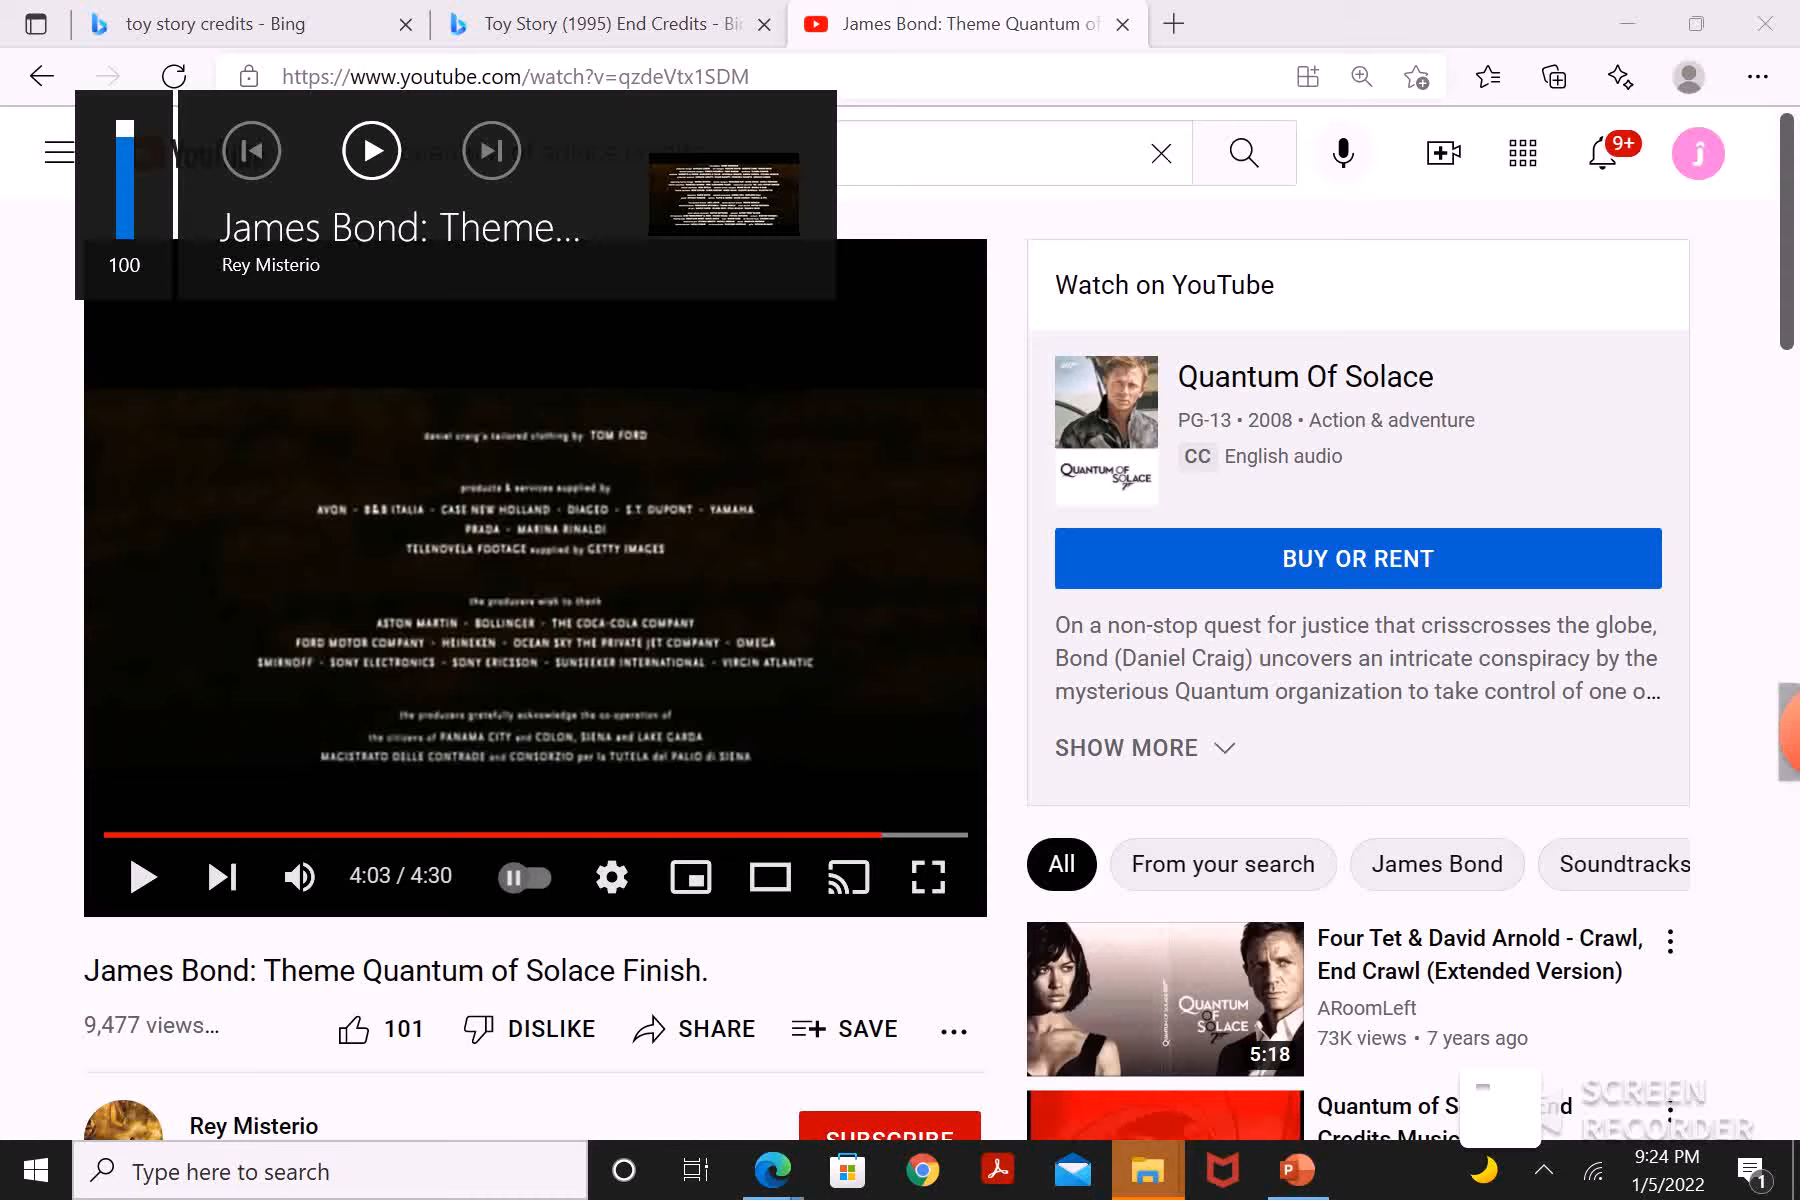 toy story credits - Bing
Toy Story (1995) End Credits - Bi
James Bond: Theme Quantum of
https://www.youtube.com/watch?v=qzdeVtx1SDM
100
James Bond: Theme...
Rey Misterio
daniel craig's tailored clothing by TOM FORD
products & services supplied by
AVON - B&B ITALIA - CASE NEW HOLLAND - DIAGEO - S.T. DUPONT - YAMAHA
PRADA - MARINA RINALDI
TELENOVELA FOOTAGE supplied by GETTY IMAGES
the producers wish to thank
ASTON MARTIN - BOLLINGER - THE COCA-COLA COMPANY
FORD MOTOR COMPANY - HEINEKEN - OCEAN SKY THE PRIVATE JET COMPANY - OMEGA
SMIRNOFF - SONY ELECTRONICS - SONY ERICSSON - SUNSEEKER INTERNATIONAL - VIRGIN ATLANTIC
the producers gratefully acknowledge the co-operation of
the citizens of PANAMA CITY and COLON, SIENA and LAKE GARDA
MAGISTRATO DELLE CONTRADE and CONSORZIO per la TUTELA del PALIO di SIENA
4:03 / 4:30
James Bond: Theme Quantum of Solace Finish.
9,477 views...
101
DISLIKE
SHARE
SAVE
...
Rey Misterio
SUBSCRIBE
9+
ĵ
Watch on YouTube
QUANTUM OF
SOLACE
Quantum Of Solace
PG-13 • 2008 • Action & adventure
CC English audio
BUY OR RENT
On a non-stop quest for justice that crisscrosses the globe,
Bond (Daniel Craig) uncovers an intricate conspiracy by the
mysterious Quantum organization to take control of one o...
SHOW MORE
All
From your search
James Bond
Soundtracks
QUANTUM
OF
SOLACE
5:18
Four Tet & David Arnold - Crawl,
End Crawl (Extended Version)
ARoomLeft
73K views • 7 years ago
Quantum of S nd
Credits Music
SCREEN
RECORDER
Type here to search
9:24 PM
1/5/2022
1